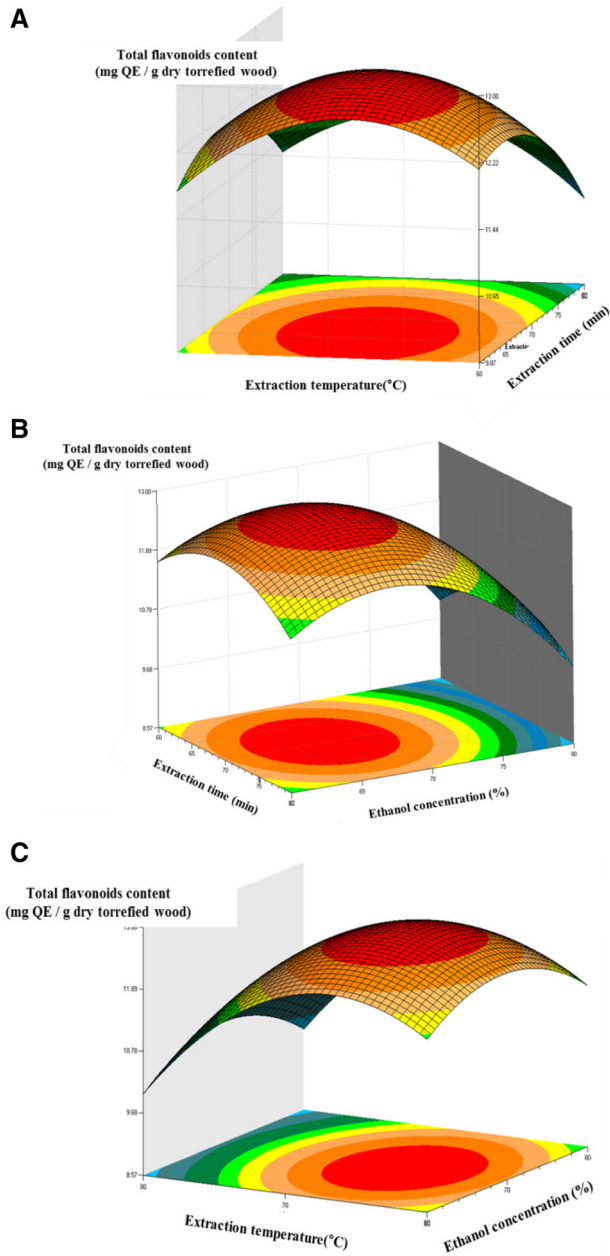 A
Total flavonoids content
(mg QE / g dry torrefied wood)
13.00
12.22
11.44
10.65
9.87
80
75
70
65
60
Extraction time (min)
Extraction temperature(°C)
B
Total flavonoids content
(mg QE / g dry torrefied wood)
13.00
11.89
10.78
9.68
8.57
60
65
70
75
80
Extraction time (min)
65
70
75
80
Ethanol concentration (%)
C
Total flavonoids content
(mg QE / g dry torrefied wood)
13.00
11.89
10.78
9.68
8.57
80
70
60
70
Extraction temperature(°C)
Ethanol concentration (%)